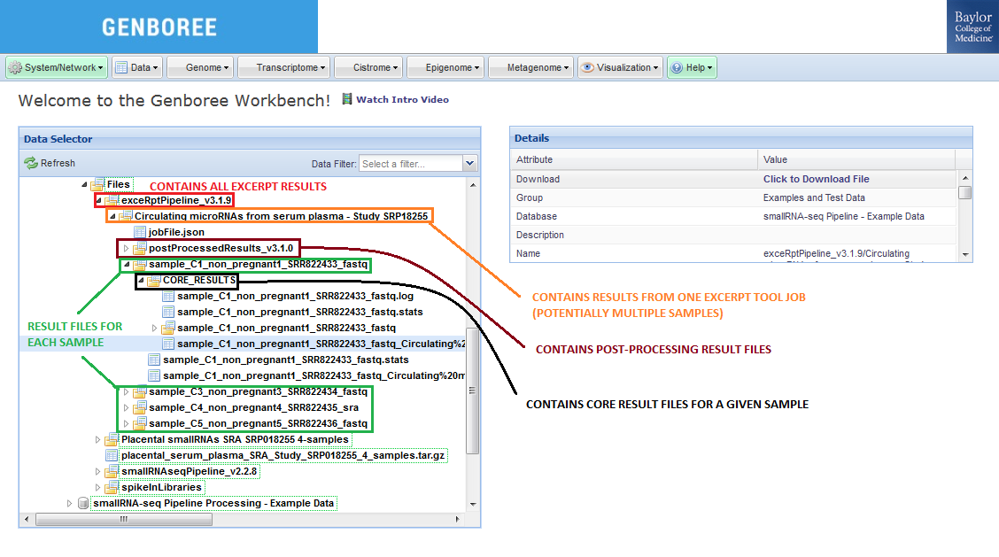 GENBOREE
Baylor
College of
Medicine
System/Network
Data
Genome
Transcriptome
Cistrome
Epigenome
Metagenome
Visualization
Help
Welcome to the Genboree Workbench!
Watch Intro Video
Data Selector
Refresh
Data Filter:
Select a filter...
Files
CONTAINS ALL EXCERPT RESULTS
exceRptPipeline_v3.1.9
Circulating microRNAs from serum plasma - Study SRP18255
jobFile.json
postProcessedResults_v3.1.0
sample_C1_non_pregnant1_SRR822433_fastq
CORE_RESULTS
sample_C1_non_pregnant1_SRR822433_fastq.log
sample_C1_non_pregnant1_SRR822433_fastq.stats
sample_C1_non_pregnant1_SRR822433_fastq
sample_C1_non_pregnant1_SRR822433_fastq_Circulating%2
sample_C1_non_pregnant1_SRR822433_fastq.stats
sample_C1_non_pregnant1_SRR822433_fastq_Circulating%20m
sample_C3_non_pregnant3_SRR822434_fastq
sample_C4_non_pregnant4_SRR822435_sra
sample_C5_non_pregnant5_SRR822436_fastq
Placental smallRNAs SRA SRP018255 4-samples
placental_serum_plasma_SRA_Study_SRP018255_4_samples.tar.gz
smallRNAseqPipeline_v2.2.8
spikeInLibraries
smallRNA-seq Pipeline Processing - Example Data
RESULT FILES FOR
EACH SAMPLE
Details
Attribute
Value
Download
Click to Download File
Group
Examples and Test Data
Database
smallRNA-seq Pipeline - Example Data
Description
Name
exceRptPipeline_v3.1.9/Circulating
CONTAINS RESULTS FROM ONE EXCERPT TOOL JOB
(POTENTIALLY MULTIPLE SAMPLES)
CONTAINS POST-PROCESSING RESULT FILES
CONTAINS CORE RESULT FILES FOR A GIVEN SAMPLE